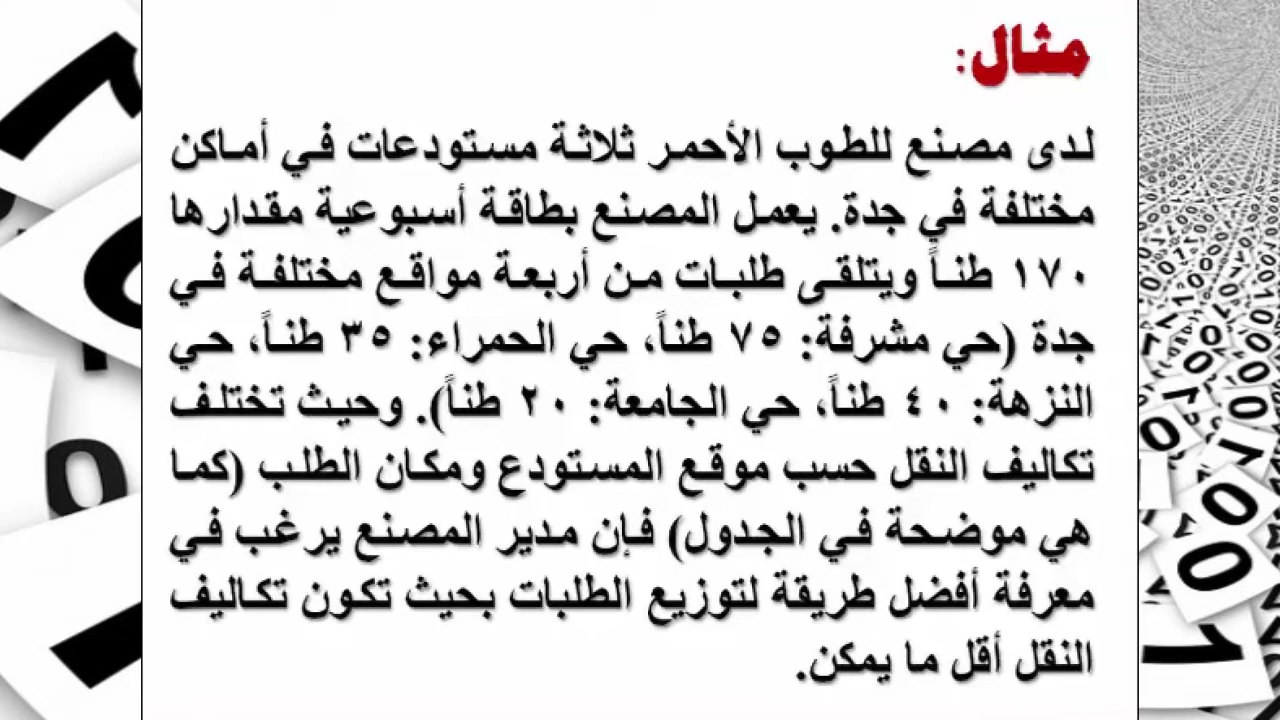 مثال:
لدى مصنع للطوب الأحمر ثلاثة مستودعات في أماكن
مختلفة في جدة. يعمل المصنع بطاقة أسبوعية مقدارها
١٧٠ طناً ويتلقى طلبات من أربعة مواقع مختلفة في
جدة (حي مشرفة: ٧٥ طناً، حي الحمراء: ٣٥ طناً، حي
النزهة: ٤٠ طناً، حي الجامعة: ٢٠ طناً). وحيث تختلف
تكاليف النقل حسب موقع المستودع ومكان الطلب (كما
هي موضحة في الجدول) فإن مدير المصنع يرغب في
معرفة أفضل طريقة لتوزيع الطلبات بحيث تكون تكاليف
النقل أقل ما يمكن.